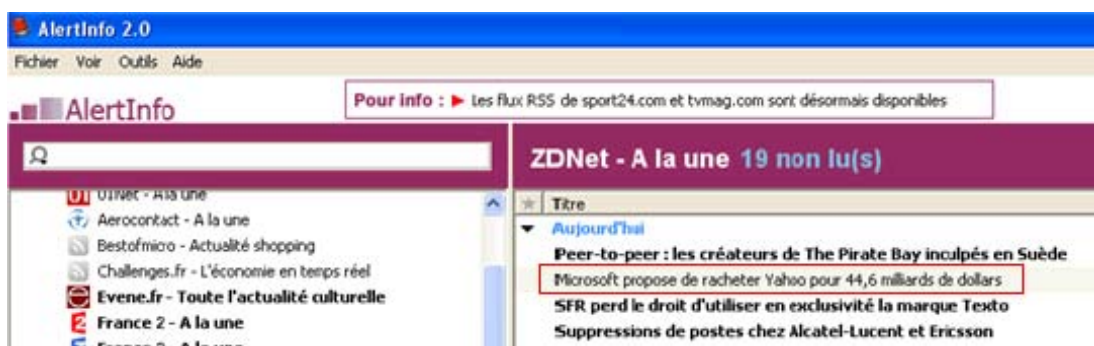 AlertInfo 2.0
Fichier Voir Outils Aide
AlertInfo
Pour info : ► Les flux RSS de sport24.com et tvmag.com sont désormais disponibles
ZDNet - A la une 19 non lu(s)
01Net - A la une
Aerocontact - A la une
Bestofmicro - Actualité shopping
Challenges.fr - L'économie en temps réel
Evene.fr - Toute l'actualité culturelle
France 2 - A la une
Titre
Aujourd'hui
Peer-to-peer : les créateurs de The Pirate Bay inculpés en Suède
Microsoft propose de racheter Yahoo pour 44,6 milliards de dollars
SFR perd le droit d'utiliser en exclusivité la marque Texto
Suppressions de postes chez Alcatel-Lucent et Ericsson